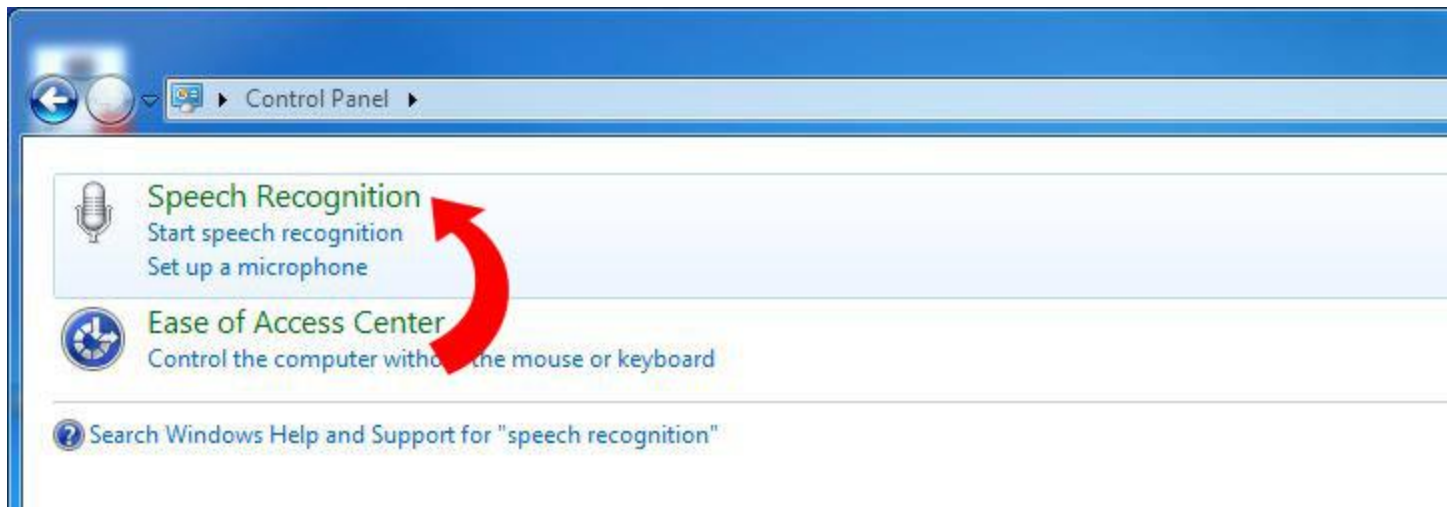 Control Panel
Speech Recognition
Start speech recognition
Set up a microphone
Ease of Access Center
Control the computer without the mouse or keyboard
Search Windows Help and Support for "speech recognition"